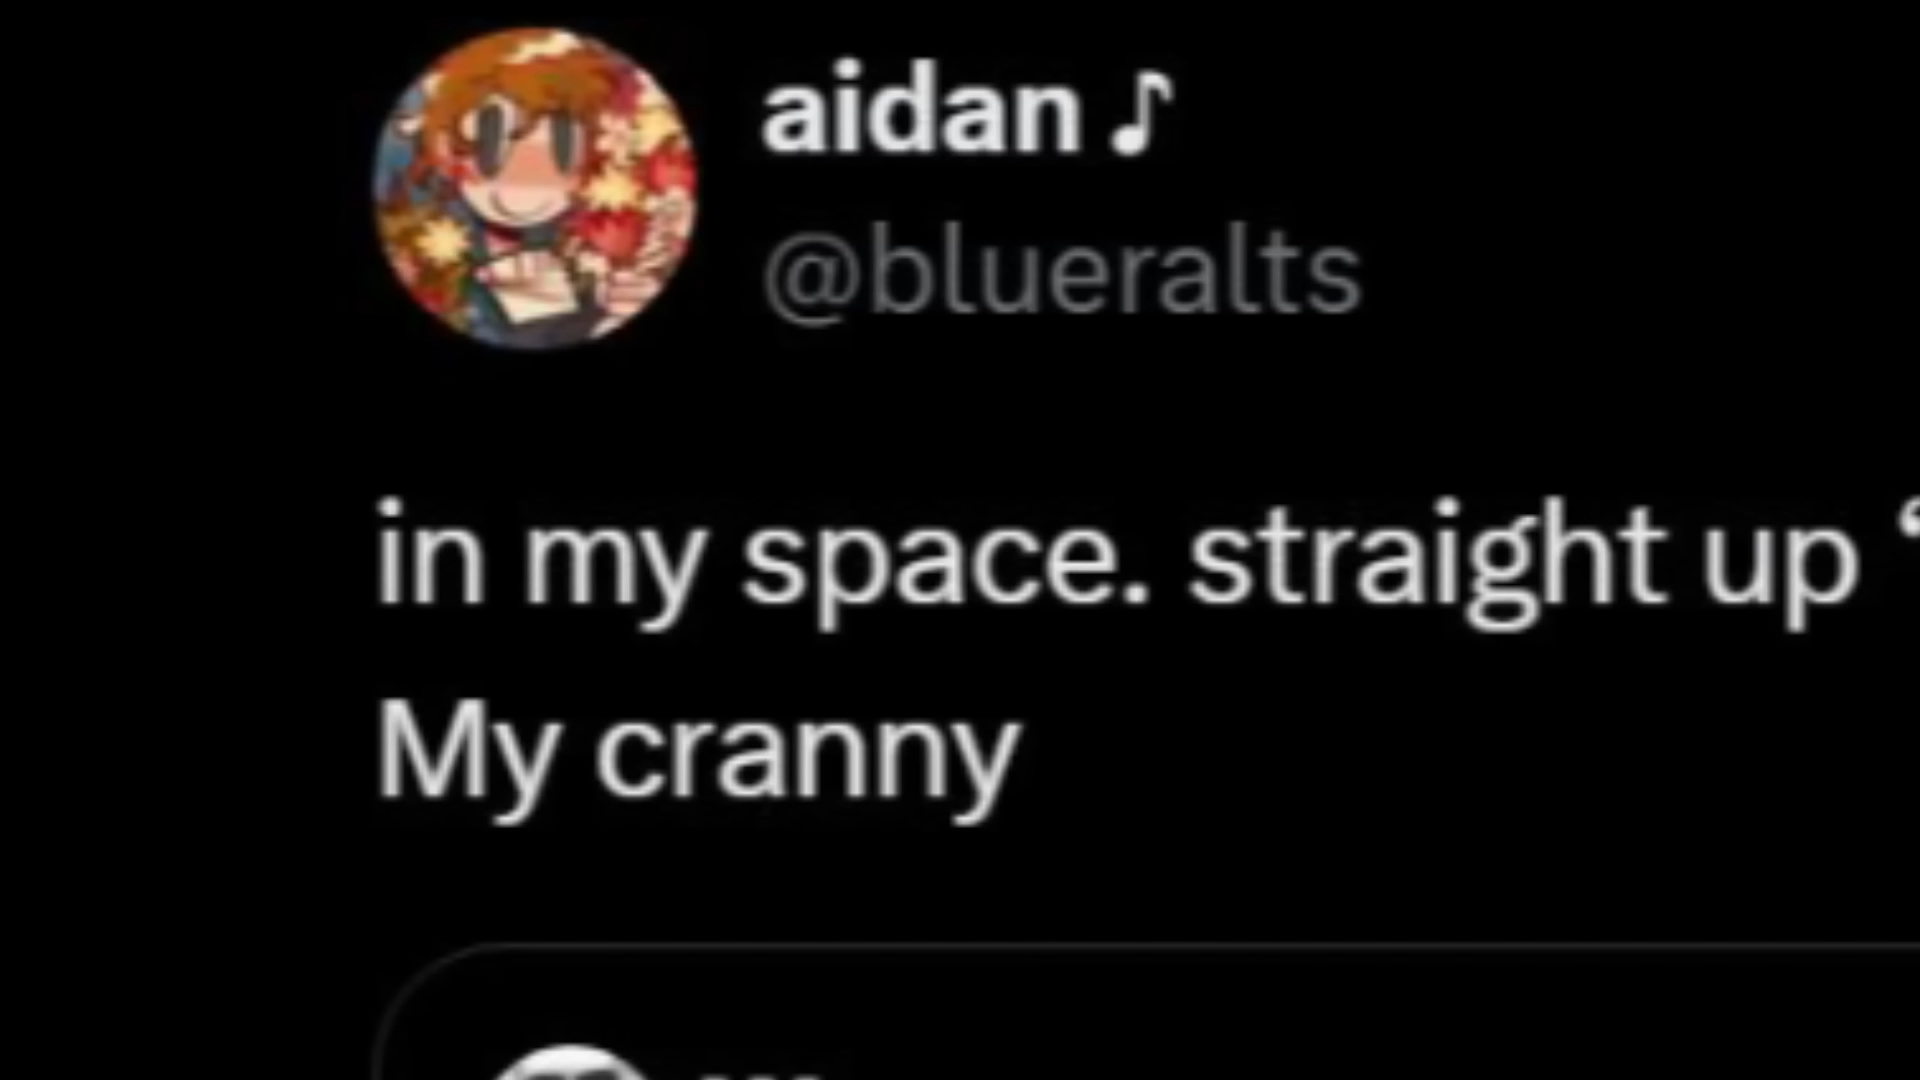 aidan ♪
@blueralts
in my space. straight up ‘
My cranny